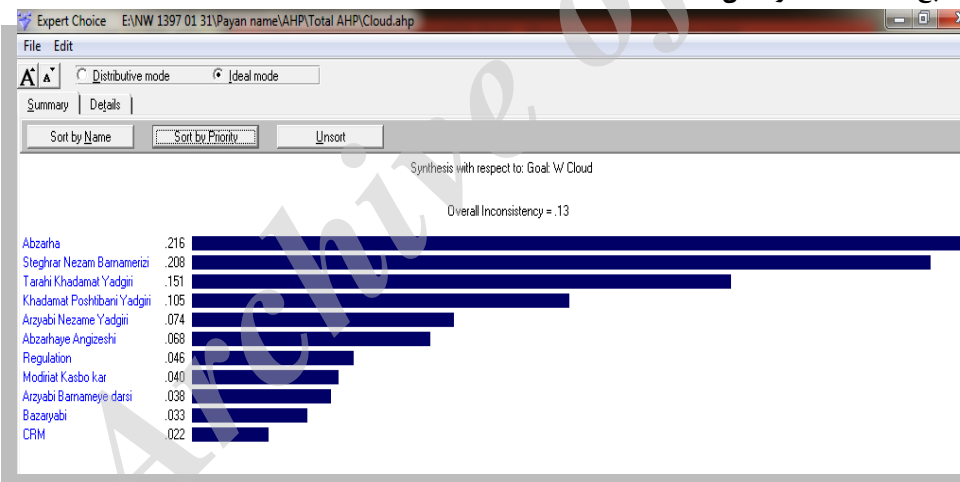 Expert Choice E:\NW 1397 01 31\Payan name\AHP\Total AHP\Cloud.ahp
File Edit
A A Distributive mode Ideal mode
Summary Details
Sort by Name Sort by Priority Unsort
Synthesis with respect to: Goal: W Cloud
Overall Inconsistency = .13
Abzarha .216
Steghrar Nezam Barnamerizi .208
Tarahi Khadamat Yadgiri .151
Khadamat Poshtibani Yadgiri .105
Arzyabi Nezame Yadgiri .074
Abzarhaye Angizeshi .068
Regulation .046
Modiriat Kasbo kar .040
Arzyabi Barnameye darsi .038
Bazaryabi .033
CRM .022
Archive of